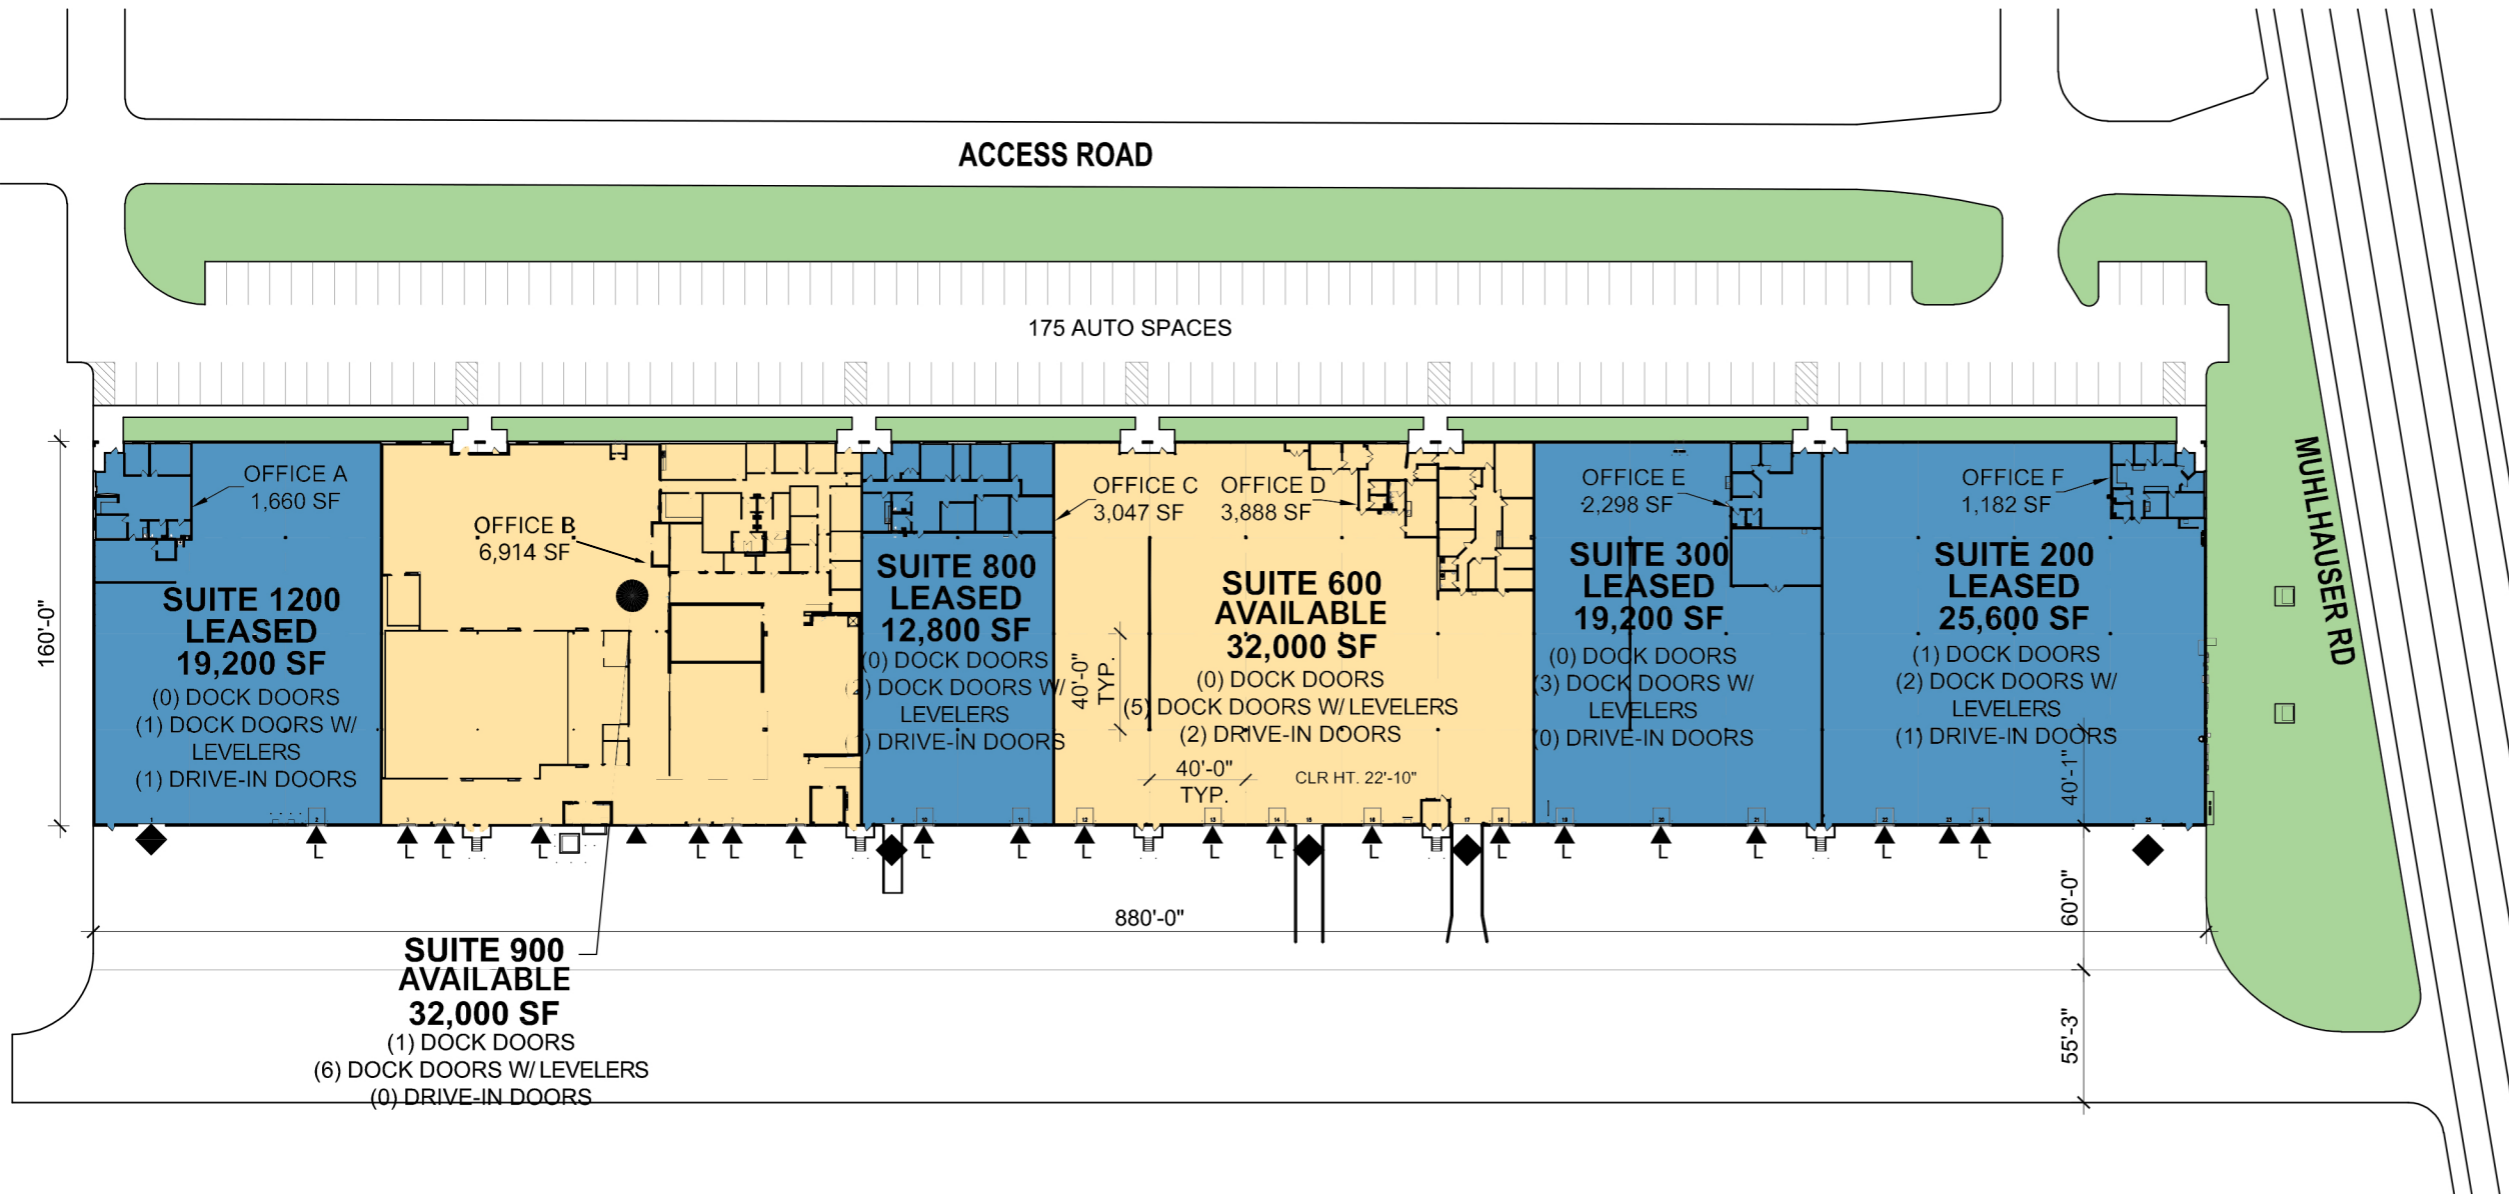 ACCESS ROAD
175 AUTO SPACES
MUHLHAUSER RD
OFFICE A
1,660 SF
SUITE 1200
LEASED
19,200 SF
(0) DOCK DOORS
(1) DOCK DOORS W/
LEVELERS
(1) DRIVE-IN DOORS
OFFICE B
6,914 SF
SUITE 800
LEASED
12,800 SF
(0) DOCK DOORS
) DOCK DOORS W/
LEVELERS
) DRIVE-IN DOORS
OFFICE C
3,047 SF
OFFICE D
3,888 SF
SUITE 600
AVAILABLE
32,000 SF
(0) DOCK DOORS
(5) DOCK DOORS W/ LEVELERS
(2) DRIVE-IN DOORS
40'-0"
TYP.
40'-0"
TYP.
CLR HT. 22'-10"
OFFICE E
2,298 SF
SUITE 300
LEASED
19,200 SF
(0) DOCK DOORS
(3) DOCK DOORS W/
LEVELERS
(0) DRIVE-IN DOORS
OFFICE F
1,182 SF
SUITE 200
LEASED
25,600 SF
(1) DOCK DOORS
(2) DOCK DOORS W/
LEVELERS
(1) DRIVE-IN DOORS
160'-0"
40'-1"
60'-0"
55'-3"
L L L L L L L L L L L L L L L L L L L
880'-0"
SUITE 900
AVAILABLE
32,000 SF
(1) DOCK DOORS
(6) DOCK DOORS W/ LEVELERS
(0) DRIVE-IN DOORS